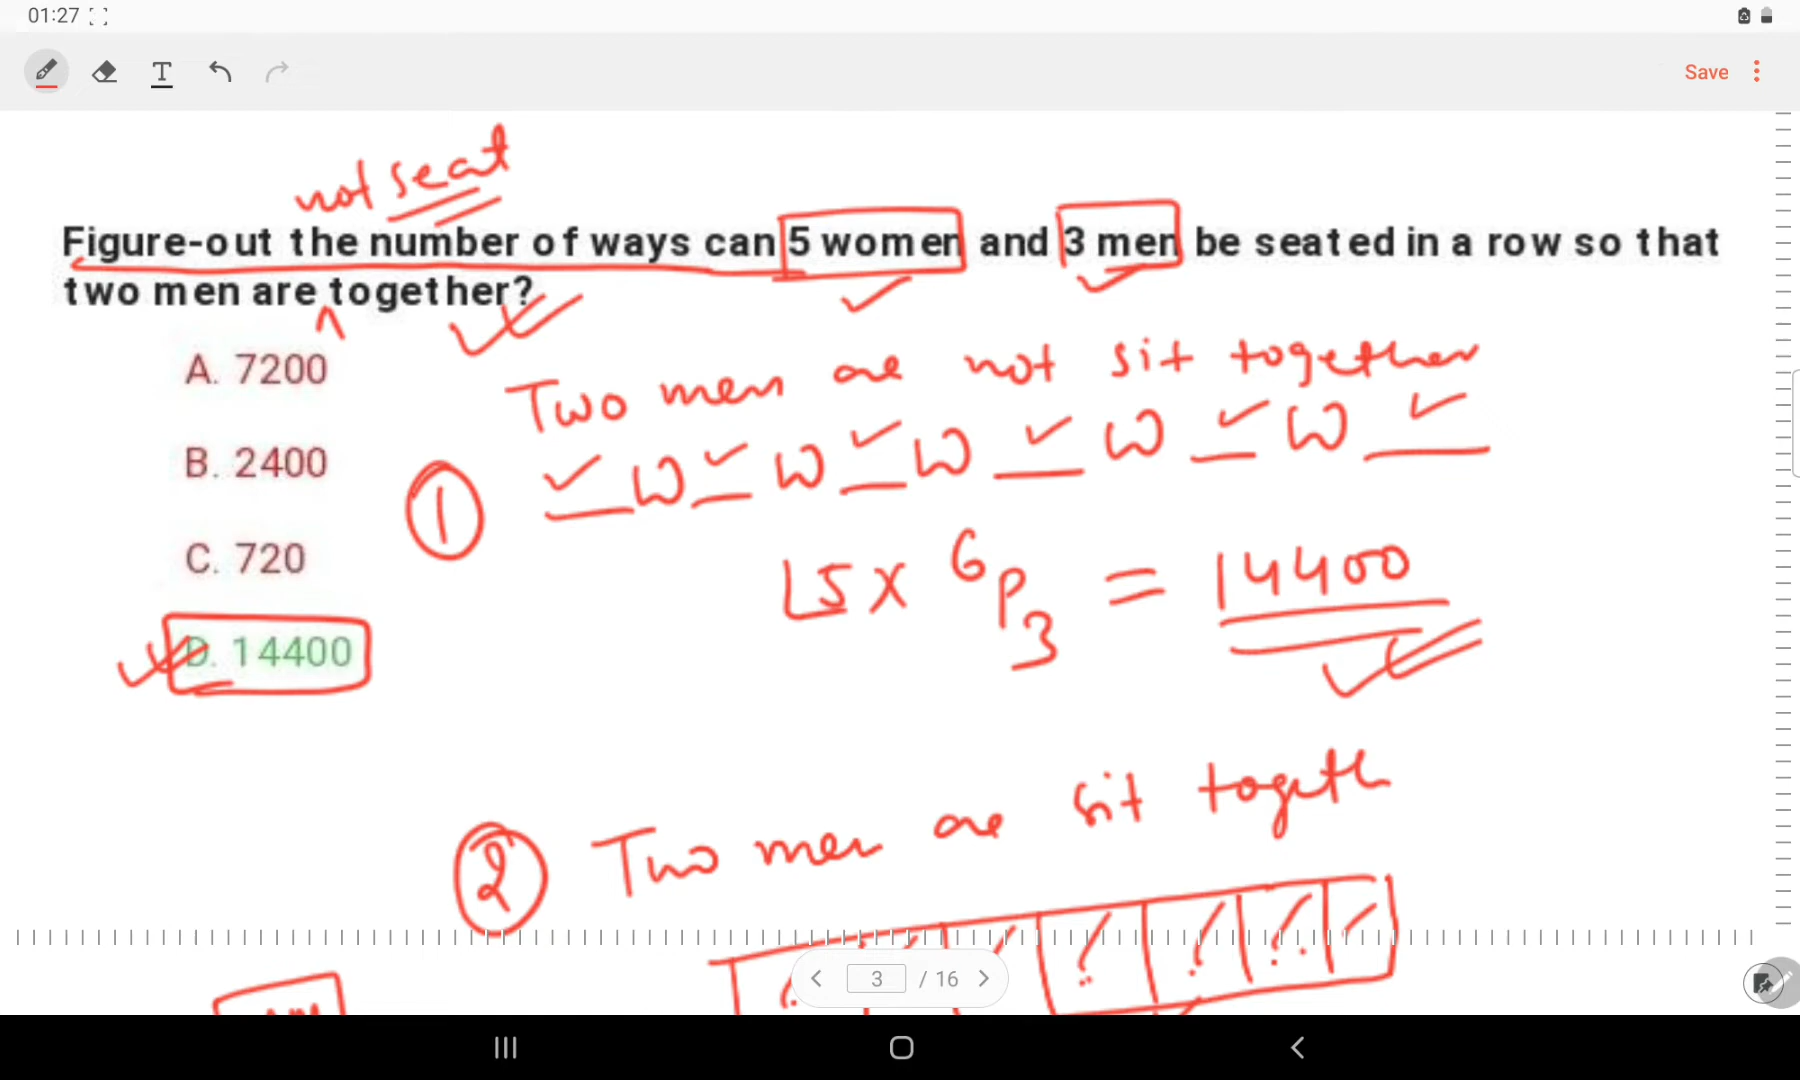 01:27
T
Save
not seat
Figure-out the number of ways can 5 women and 3 men be seated in a row so that
two men are together?
A. 7200
Two men are not sit together
B. 2400
1
W W W W W
C. 720
L5 X 6P3 = 14400
D. 14400
2 Two men are sit togeth
3 / 16